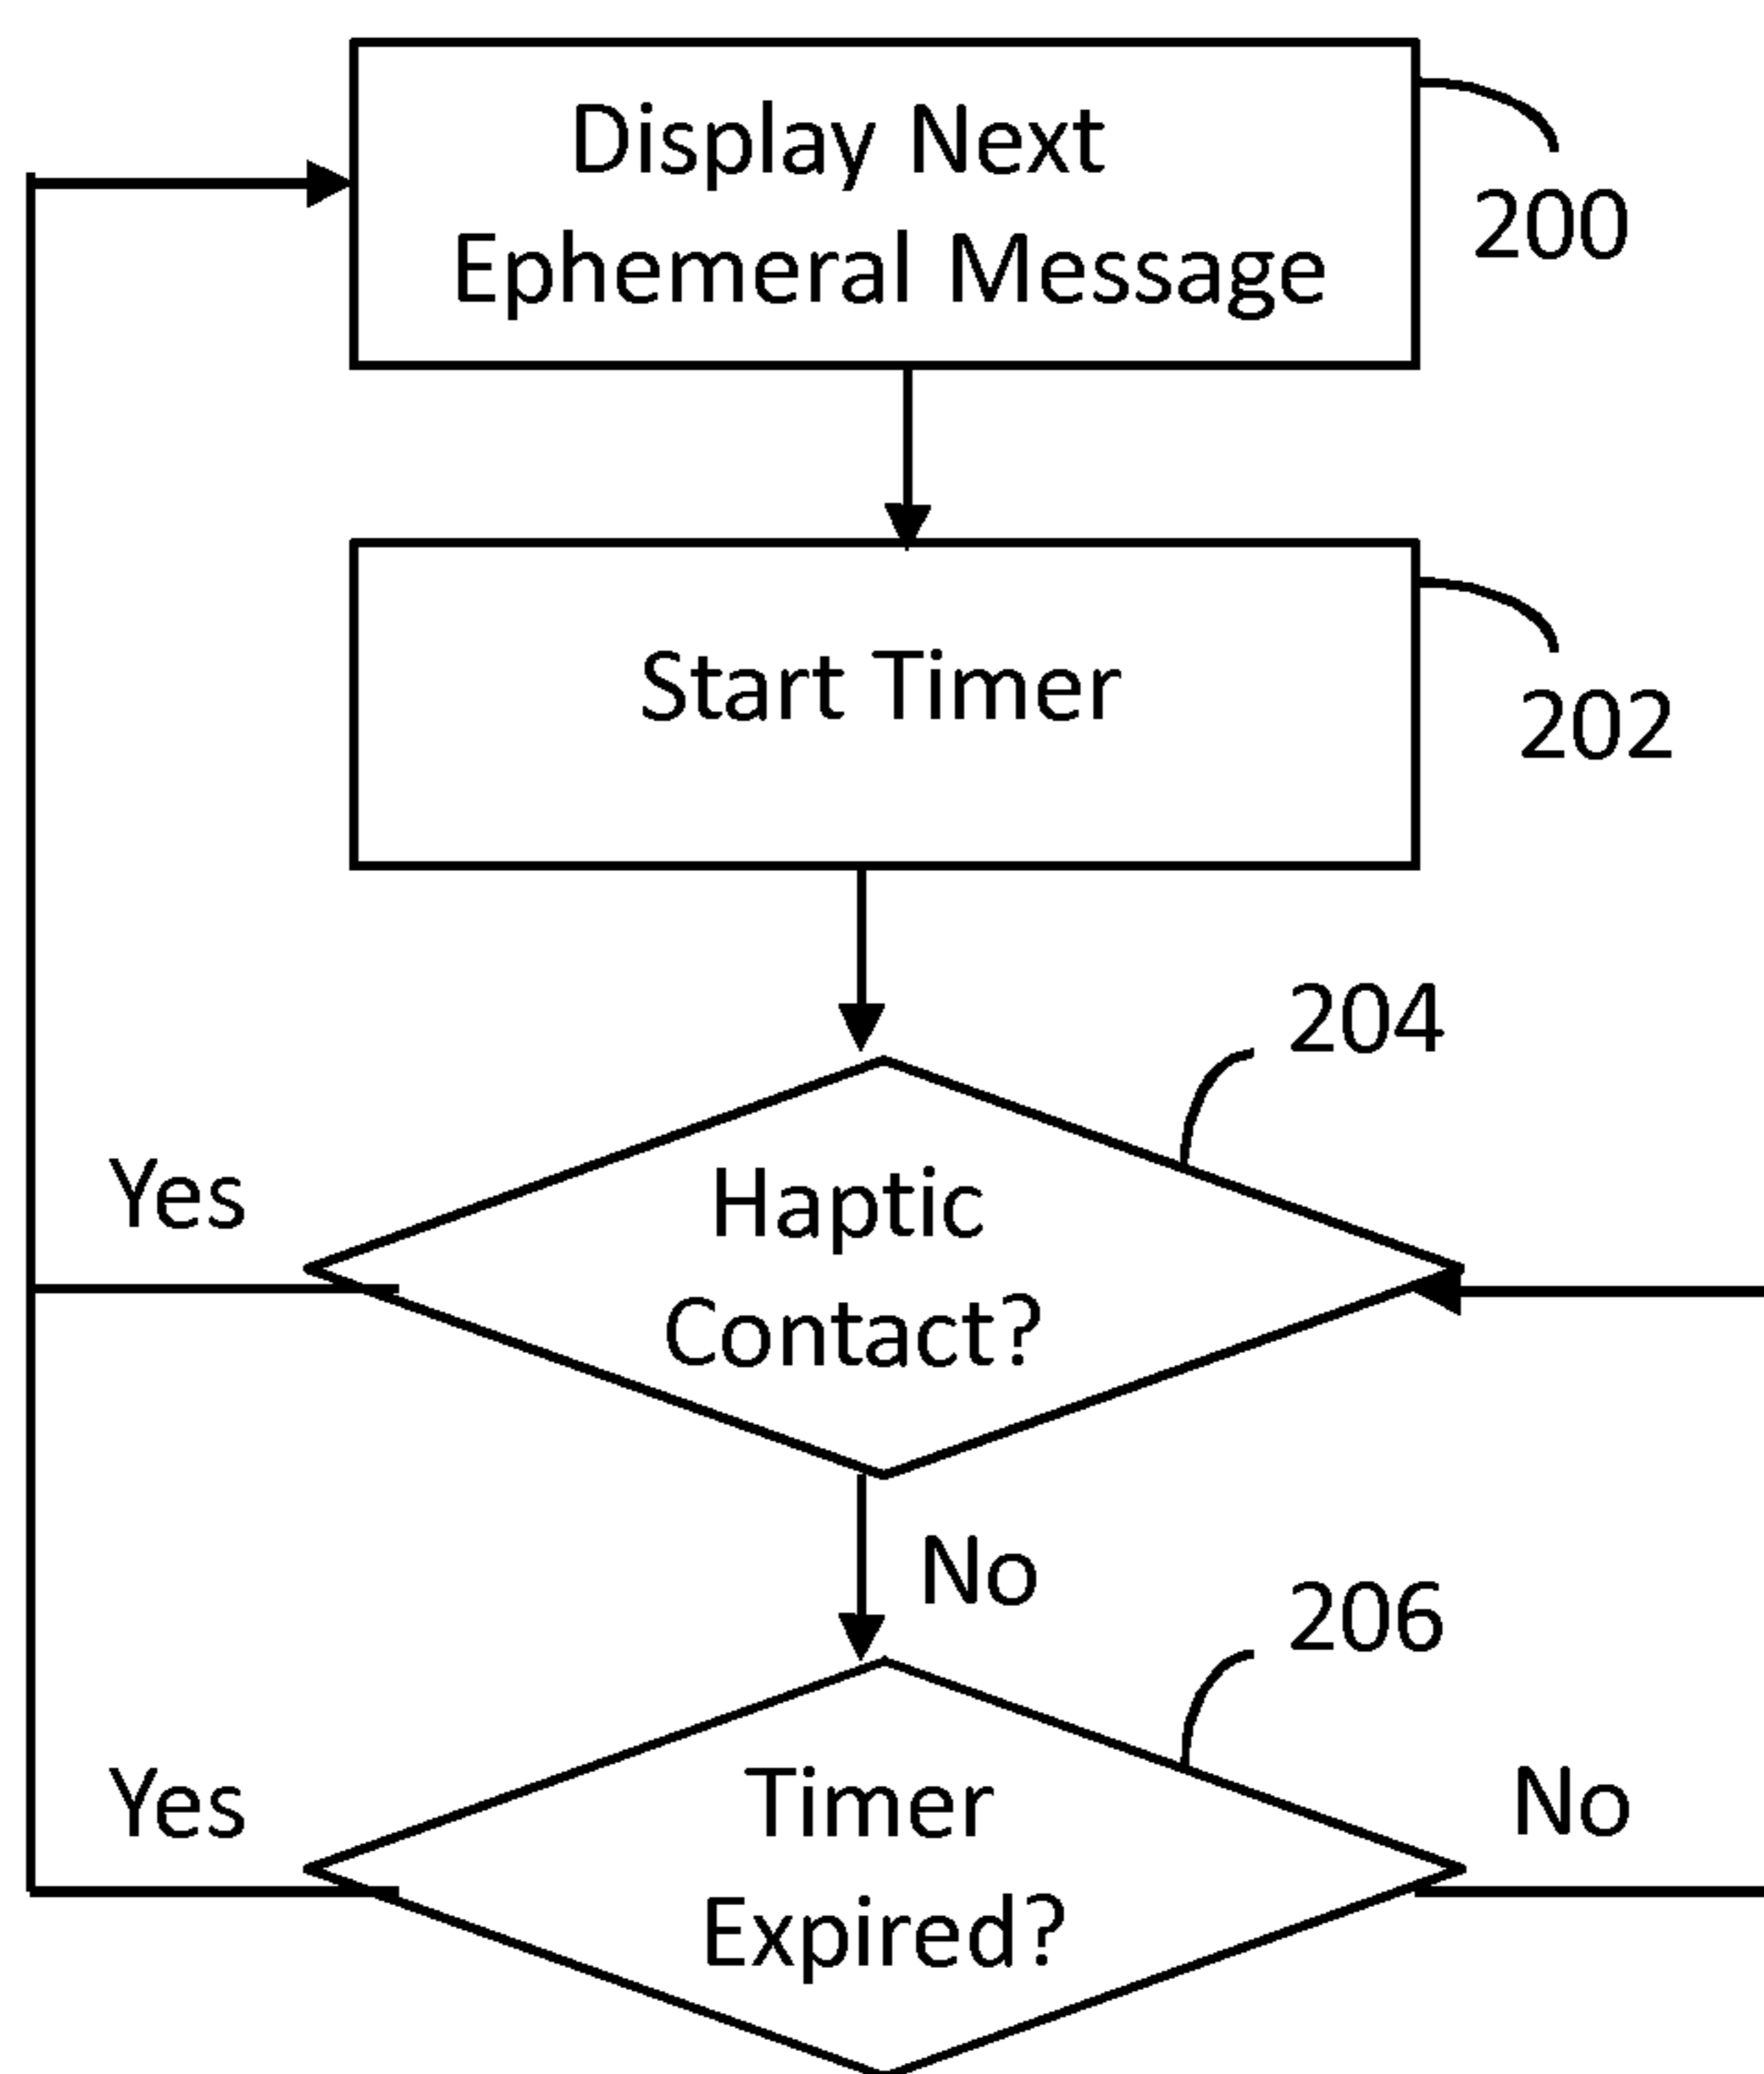 Display Next
Ephemeral Message
200
Start Timer
202
204
Yes
Haptic
Contact?
No
206
Yes
Timer
No
Expired?